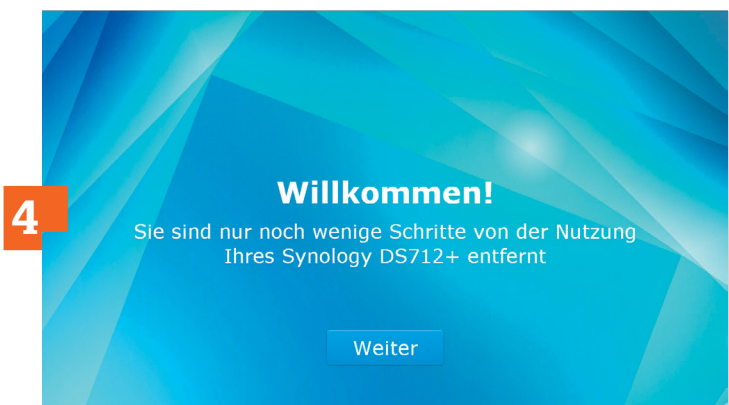 Willkommen!
4
Sie sind nur noch wenige Schritte von der Nutzung
Ihres Synology DS712+ entfernt
Weiter